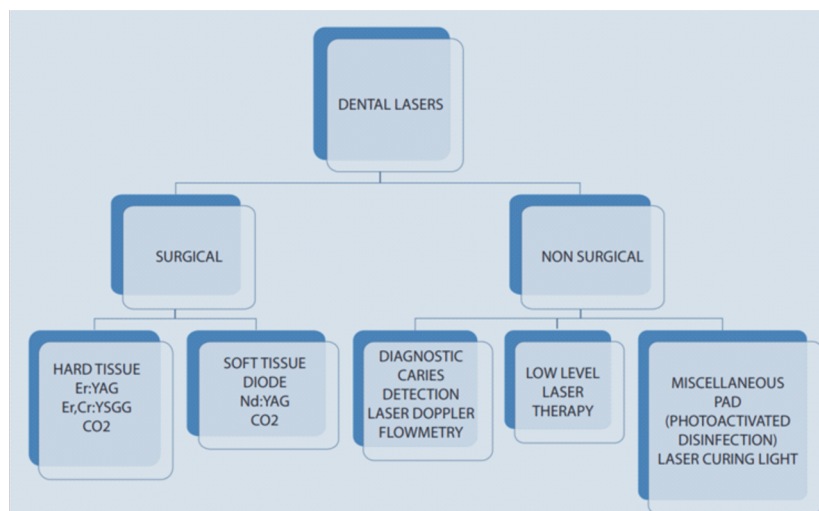 DENTAL LASERS
SURGICAL
NON SURGICAL
HARD TISSUE
Er:YAG
Er,Cr:YSGG
CO2
SOFT TISSUE
DIODE
Nd:YAG
CO2
DIAGNOSTIC
CARIES
DETECTION
LASER DOPPLER
FLOWMETRY
LOW LEVEL
LASER
THERAPY
MISCELLANEOUS
PAD
(PHOTOACTIVATED
DISINFECTION)
LASER CURING LIGHT